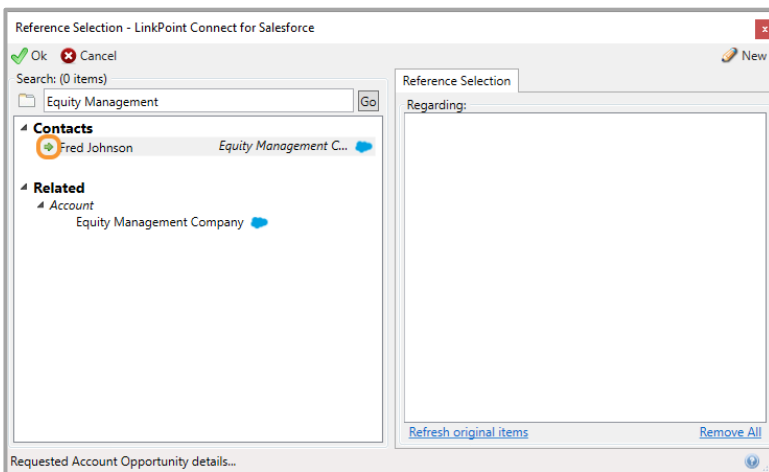 Reference Selection - LinkPoint Connect for Salesforce
x
Ok Cancel
New
Search: (0 items)
Equity Management
Go
Contacts
Fred Johnson Equity Management C...
Related
Account
Equity Management Company
Reference Selection
Regarding:
Refresh original items Remove All
Requested Account Opportunity details...